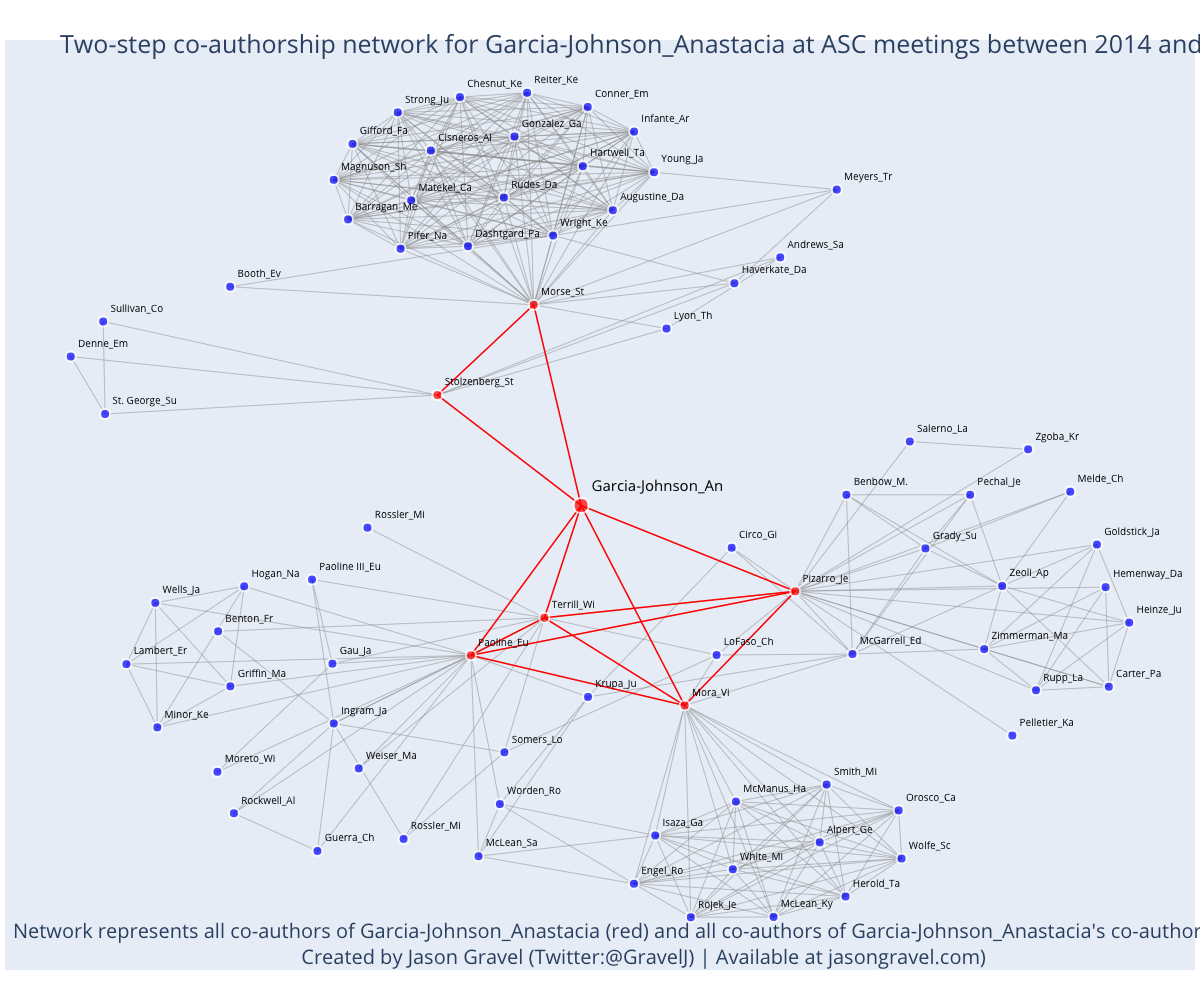 Two-step co-authorship network for Garcia-Johnson_Anastacia at ASC meetings between 2014 and
Reiter_Ke
Chesnut_Ke
Conner_Em
Strong_Ju
Infante_Ar
Gonzalez_Ga
Gifford_Fa
Cisneros_Al
Hartwell_Ta
Young_Ja
Magnuson_Sh
Meyers_Tr
Matekel_Ca
Rudes_Da
Augustine_Da
Barragan_Me
Wright_Ke
Pifer_Na
Dashtgard_Pa
Andrews_Sa
Booth_Ev
Haverkate_Da
Morse_St
Sullivan_Co
Lyon_Th
Denne_Em
Stolzenberg_St
St. George_Su
Salerno_La
Zgoba_Kr
Garcia-Johnson_An
Benbow_M.
Pechal_Je
Melde_Ch
Rossler_Mi
Circo_Gi
Grady_Su
Goldstick_Ja
Paoline III_Eu
Hogan_Na
Pizarro_Je
Zeoli_Ap
Hemenway_Da
Wells_Ja
Terrill_Wi
Heinze_Ju
Benton_Fr
Paoline_Eu
LoFaso_Ch
McGarrell_Ed
Zimmerman_Ma
Lambert_Er
Gau_Ja
Griffin_Ma
Krupa_Ju
Mora_Vi
Rupp_La
Carter_Pa
Minor_Ke
Ingram_Ja
Pelletier_Ka
Somers_Lo
Moreto_Wi
Weiser_Ma
Smith_Mi
McManus_Ha
Orosco_Ca
Rockwell_Al
Worden_Ro
Isaza_Ga
Alpert_Ge
Rossler_Mi
Guerra_Ch
McLean_Sa
Wolfe_Sc
White_Mi
Engel_Ro
Herold_Ta
Rojek_Je
McLean_Ky
Network represents all co-authors of Garcia-Johnson_Anastacia (red) and all co-authors of Garcia-Johnson_Anastacia's co-author
Created by Jason Gravel (Twitter:@GravelJ) | Available at jasongravel.com)